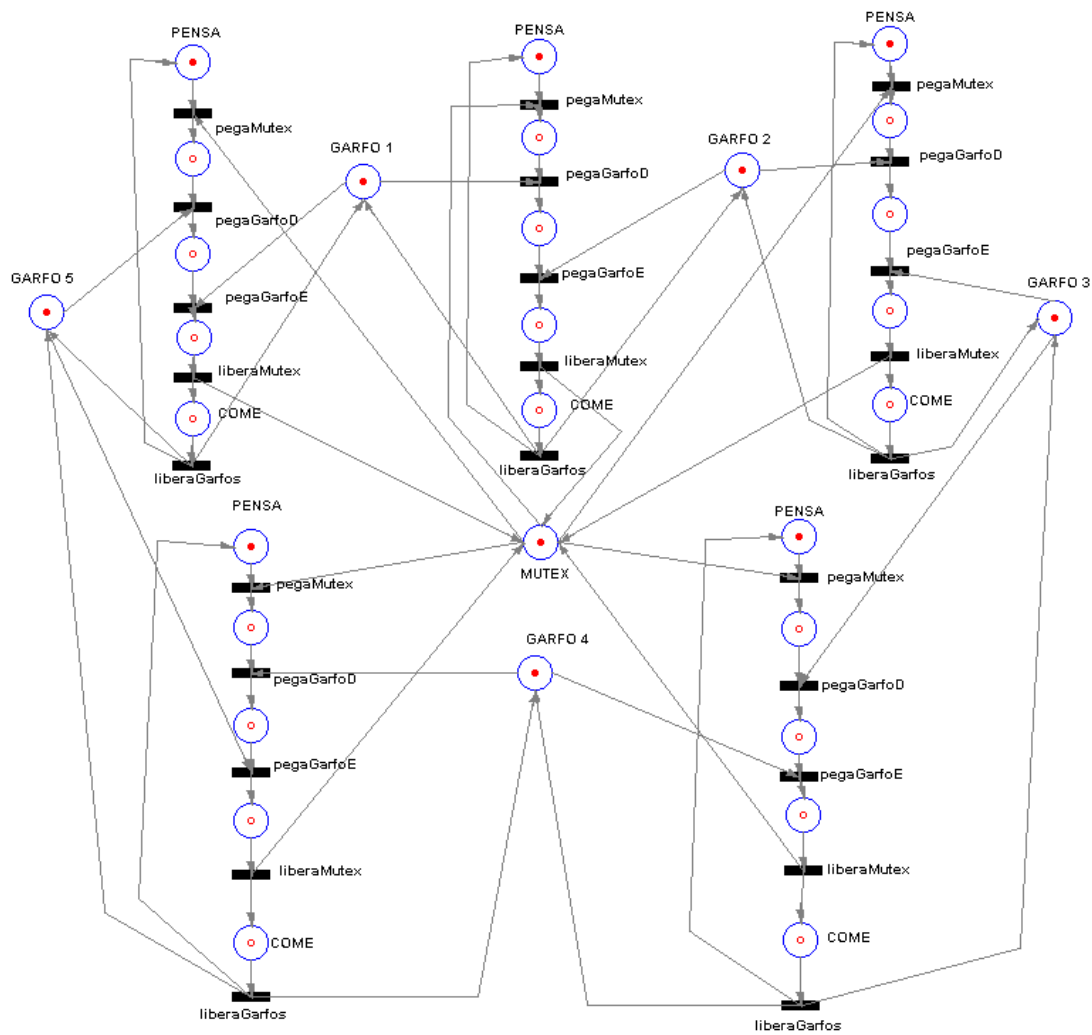 PENSA
pegaMutex
pegaGarfoD
pegaGarfoE
liberaMutex
COME
liberaGarfos
GARFO 5
GARFO 1
PENSA
pegaMutex
pegaGarfoD
pegaGarfoE
liberaMutex
COME
liberaGarfos
GARFO 2
PENSA
pegaMutex
pegaGarfoD
pegaGarfoE
liberaMutex
COME
liberaGarfos
GARFO 3
MUTEX
PENSA
pegaMutex
pegaGarfoD
pegaGarfoE
liberaMutex
COME
liberaGarfos
GARFO 4
PENSA
pegaMutex
pegaGarfoD
pegaGarfoE
liberaMutex
COME
liberaGarfos